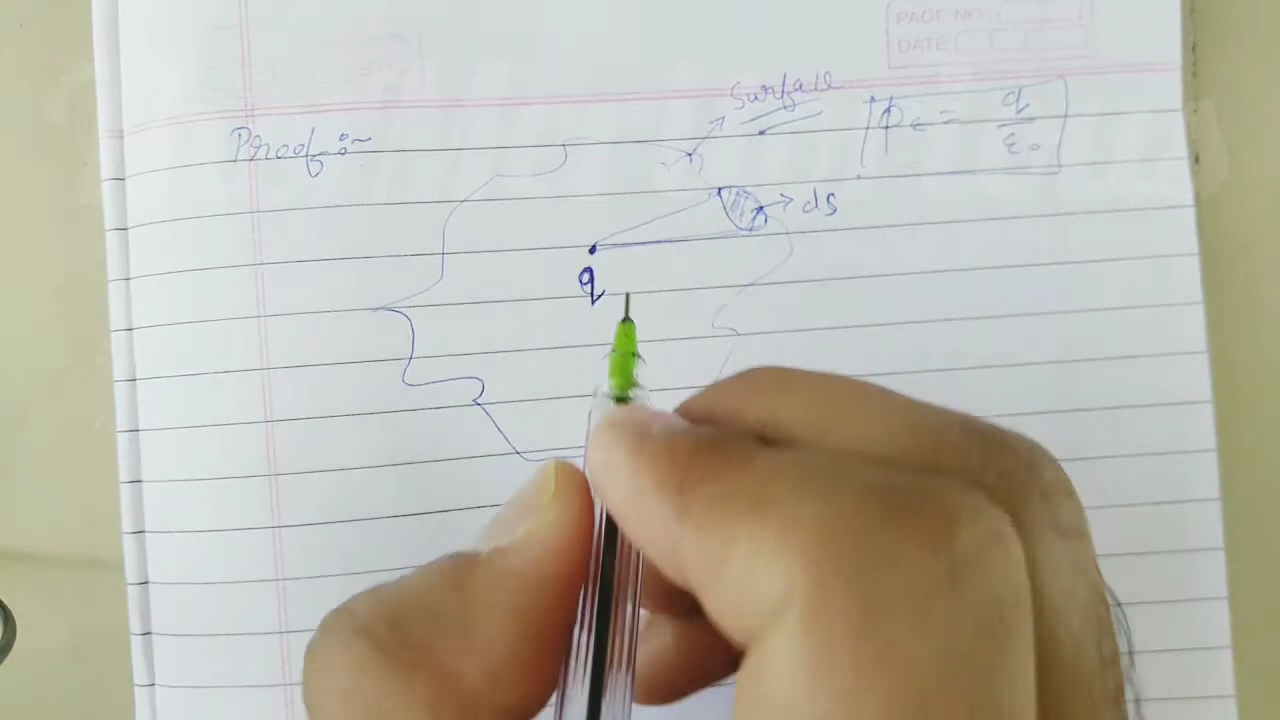 PAGE NO.
DATE
Surface
Proof :~
ϕe = q/ε₀
ds
q